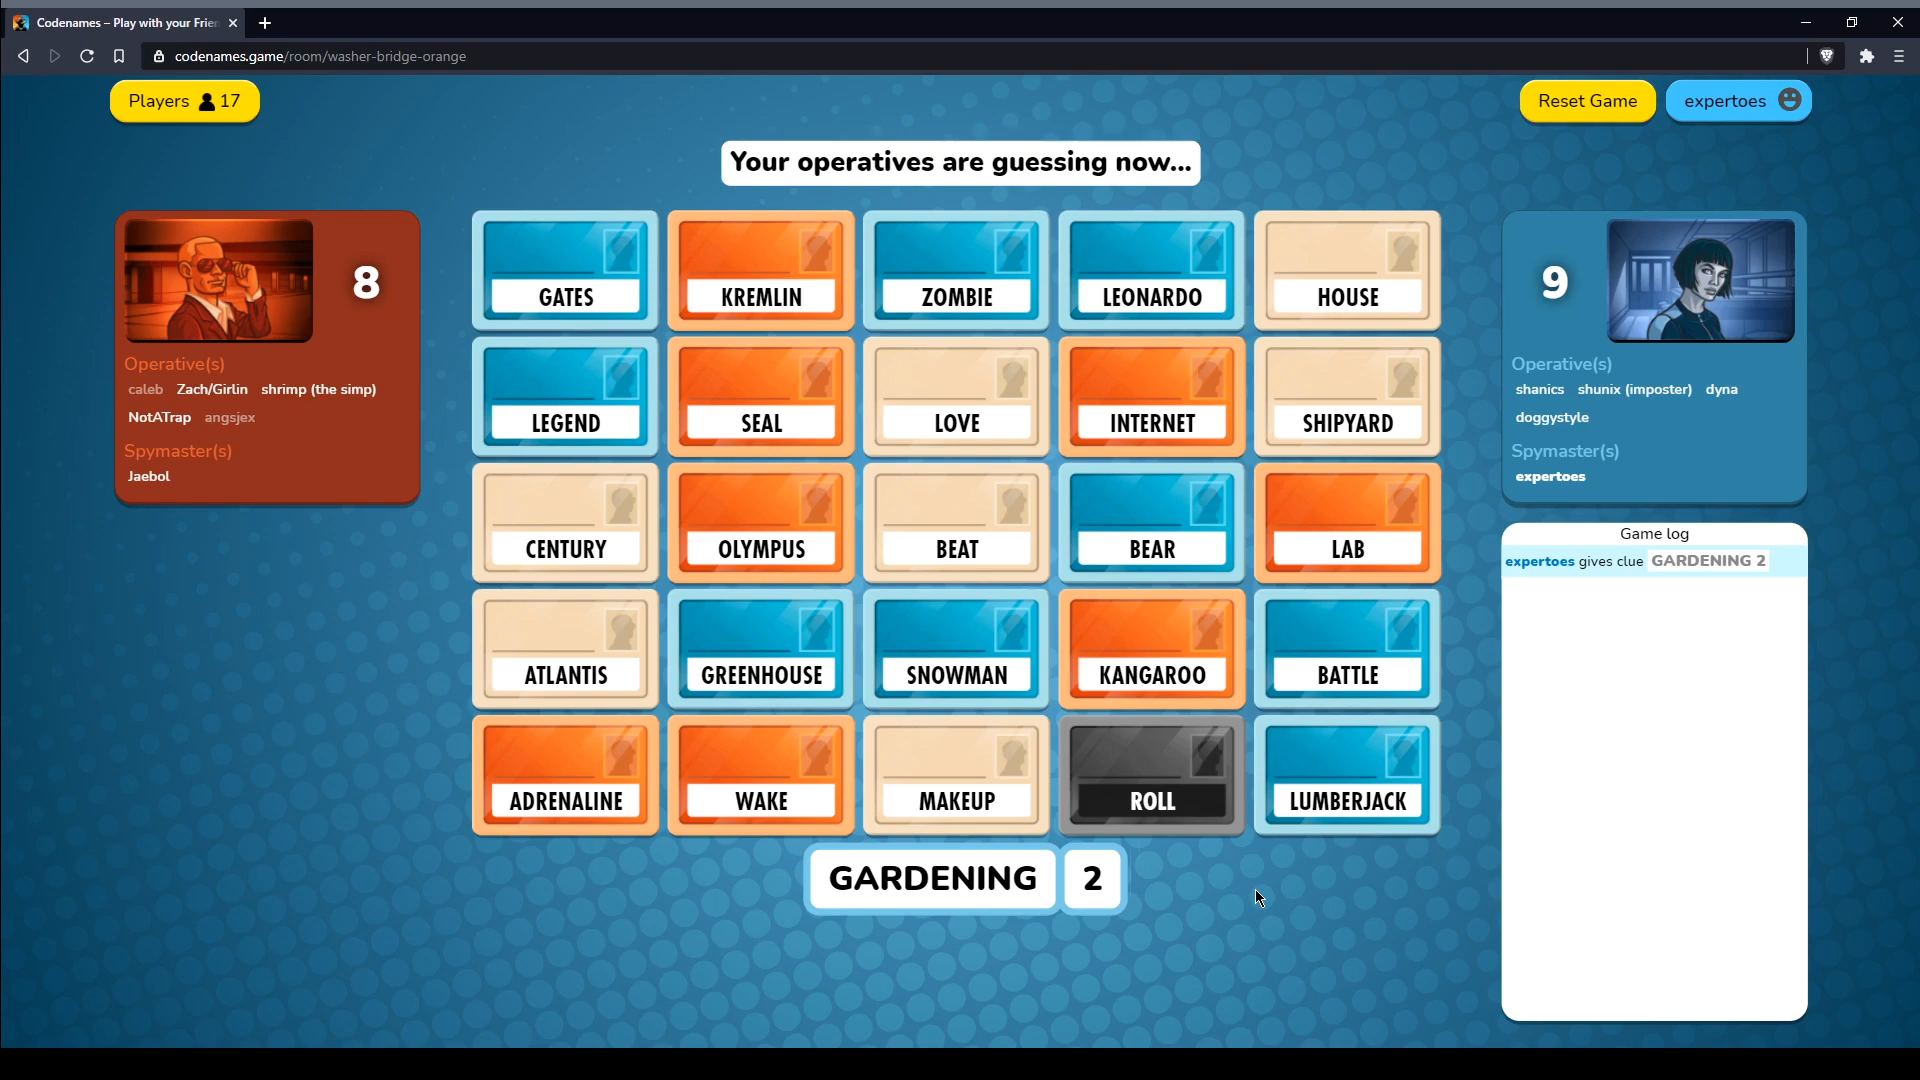 Codenames – Play with your Frie
codenames.game/room/washer-bridge-orange
Players 17
Reset Game
expertoes
Your operatives are guessing now...
8
Operative(s)
caleb Zach/Girlin shrimp (the simp)
NotATrap angsjex
Spymaster(s)
Jaebol
GATES KREMLIN ZOMBIE LEONARDO HOUSE
LEGEND SEAL LOVE INTERNET SHIPYARD
CENTURY OLYMPUS BEAT BEAR LAB
ATLANTIS GREENHOUSE SNOWMAN KANGAROO BATTLE
ADRENALINE WAKE MAKEUP ROLL LUMBERJACK
GARDENING 2
9
Operative(s)
shanics shunix (imposter) dyna
doggystyle
Spymaster(s)
expertoes
Game log
expertoes gives clue GARDENING 2